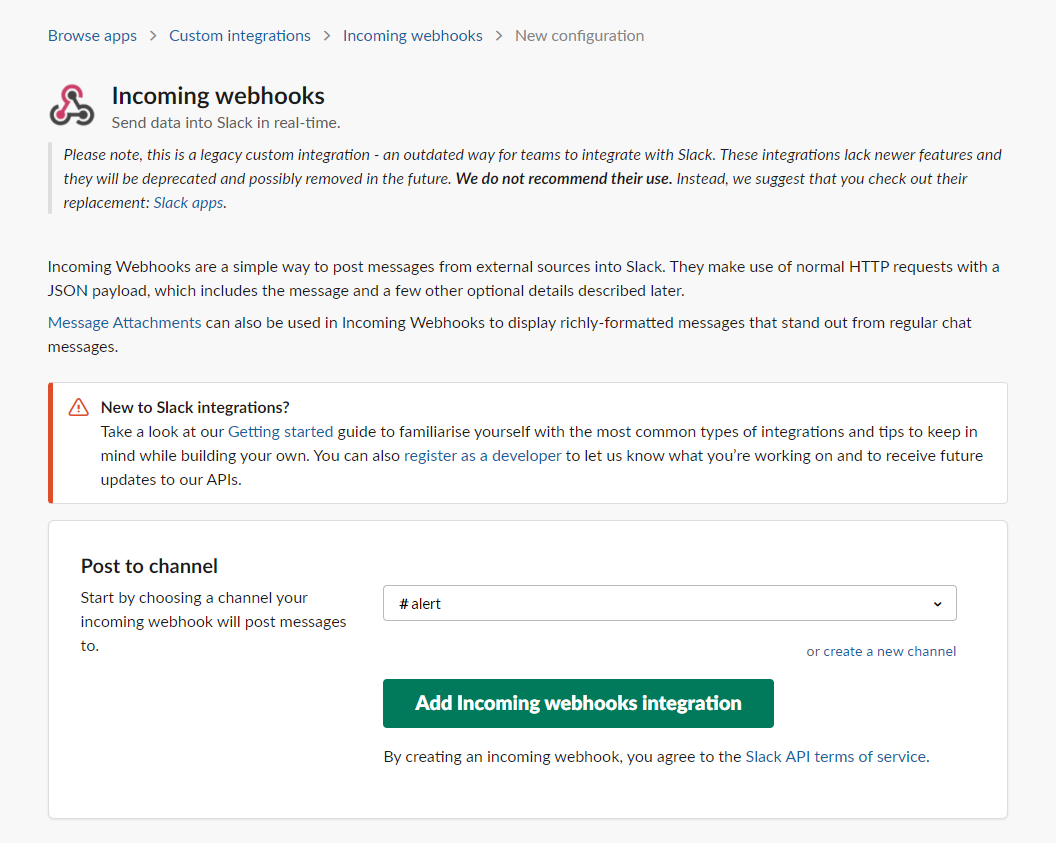 Browse apps > Custom integrations > Incoming webhooks > New configuration
Incoming webhooks
Send data into Slack in real-time.
Please note, this is a legacy custom integration - an outdated way for teams to integrate with Slack. These integrations lack newer features and
they will be deprecated and possibly removed in the future. We do not recommend their use. Instead, we suggest that you check out their
replacement: Slack apps.
Incoming Webhooks are a simple way to post messages from external sources into Slack. They make use of normal HTTP requests with a
JSON payload, which includes the message and a few other optional details described later.
Message Attachments can also be used in Incoming Webhooks to display richly-formatted messages that stand out from regular chat
messages.
New to Slack integrations?
Take a look at our Getting started guide to familiarise yourself with the most common types of integrations and tips to keep in
mind while building your own. You can also register as a developer to let us know what you’re working on and to receive future
updates to our APIs.
Post to channel
Start by choosing a channel your
incoming webhook will post messages
to.
# alert
or create a new channel
Add Incoming webhooks integration
By creating an incoming webhook, you agree to the Slack API terms of service.